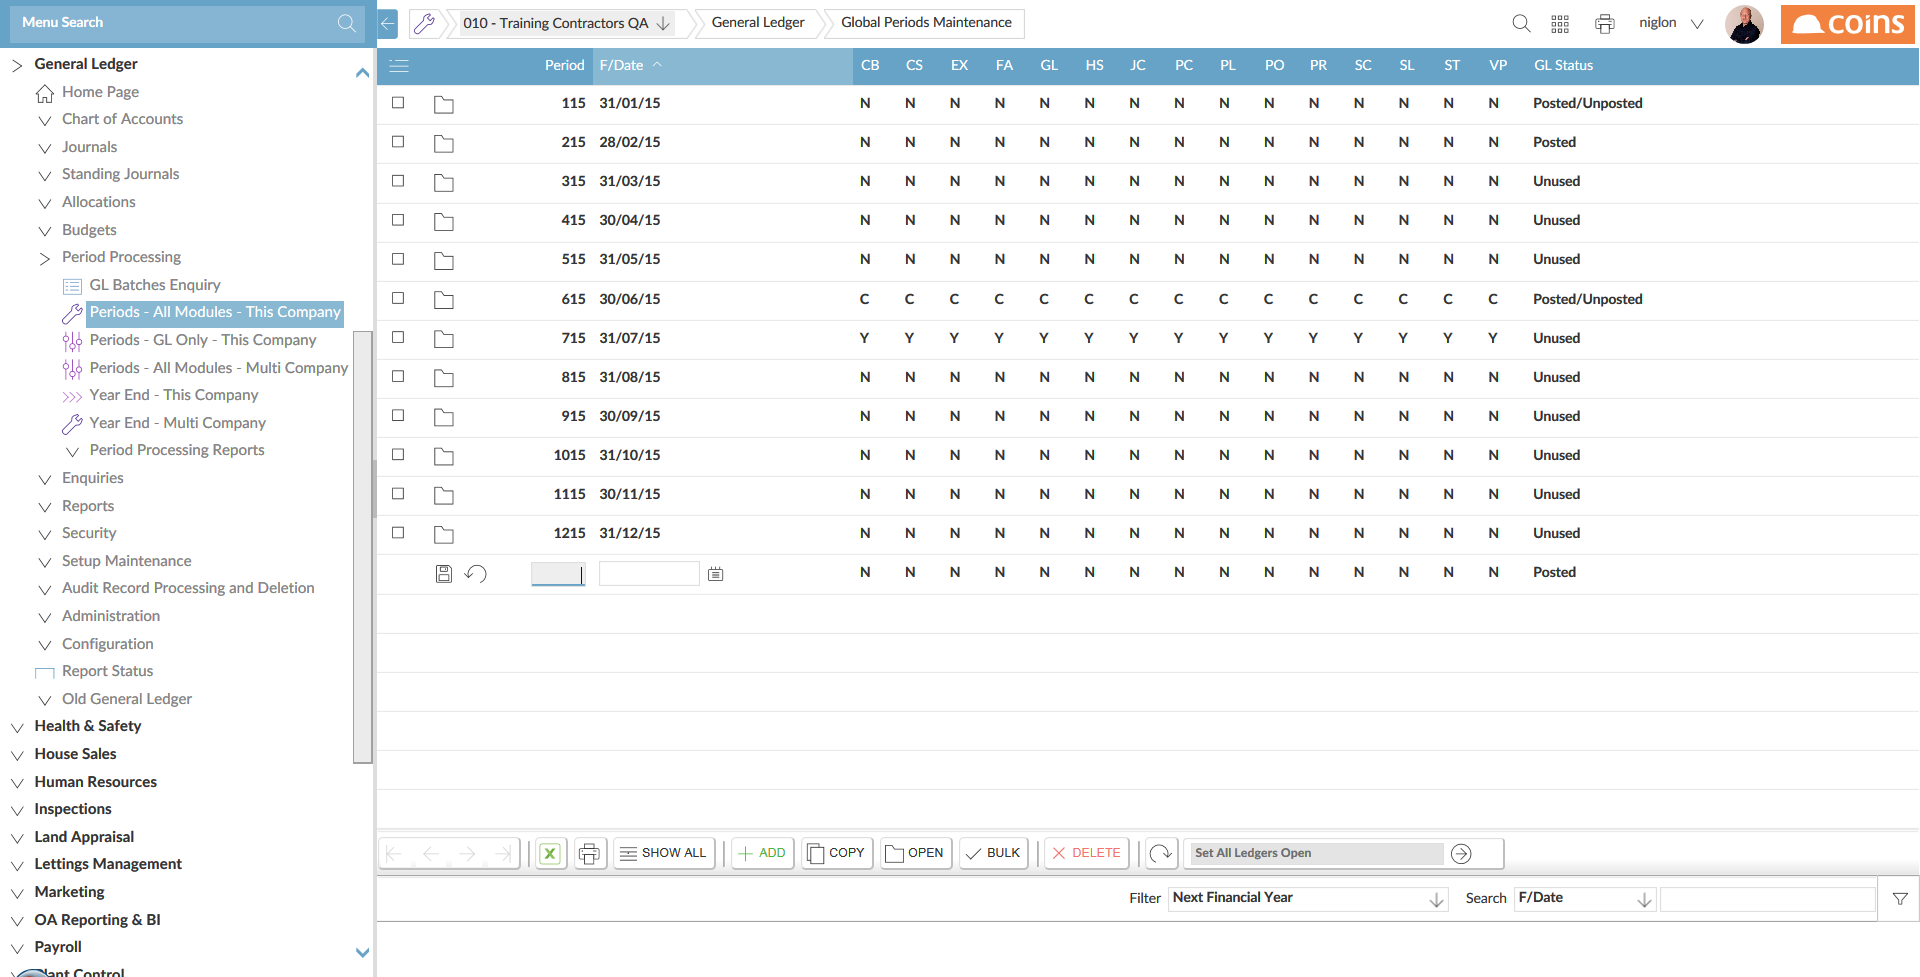 Menu Search
010 - Training Contractors QA
General Ledger
Global Periods Maintenance
niglon
coins
General Ledger
Home Page
Chart of Accounts
Journals
Standing Journals
Allocations
Budgets
Period Processing
GL Batches Enquiry
Periods - All Modules - This Company
Periods - GL Only - This Company
Periods - All Modules - Multi Company
Year End - This Company
Year End - Multi Company
Period Processing Reports
Enquiries
Reports
Security
Setup Maintenance
Audit Record Processing and Deletion
Administration
Configuration
Report Status
Old General Ledger
Health & Safety
House Sales
Human Resources
Inspections
Land Appraisal
Lettings Management
Marketing
OA Reporting & BI
Payroll
Period F/Date CB CS EX FA GL HS JC PC PL PO PR SC SL ST VP GL Status
115 31/01/15 N N N N N N N N N N N N N N N Posted/Unposted
215 28/02/15 N N N N N N N N N N N N N N N Posted
315 31/03/15 N N N N N N N N N N N N N N N Unused
415 30/04/15 N N N N N N N N N N N N N N N Unused
515 31/05/15 N N N N N N N N N N N N N N N Unused
615 30/06/15 C C C C C C C C C C C C C C C Posted/Unposted
715 31/07/15 Y Y Y Y Y Y Y Y Y Y Y Y Y Y Y Unused
815 31/08/15 N N N N N N N N N N N N N N N Unused
915 30/09/15 N N N N N N N N N N N N N N N Unused
1015 31/10/15 N N N N N N N N N N N N N N N Unused
1115 30/11/15 N N N N N N N N N N N N N N N Unused
1215 31/12/15 N N N N N N N N N N N N N N N Unused
N N N N N N N N N N N N N N N Posted
SHOW ALL ADD COPY OPEN BULK DELETE Set All Ledgers Open
Filter Next Financial Year Search F/Date